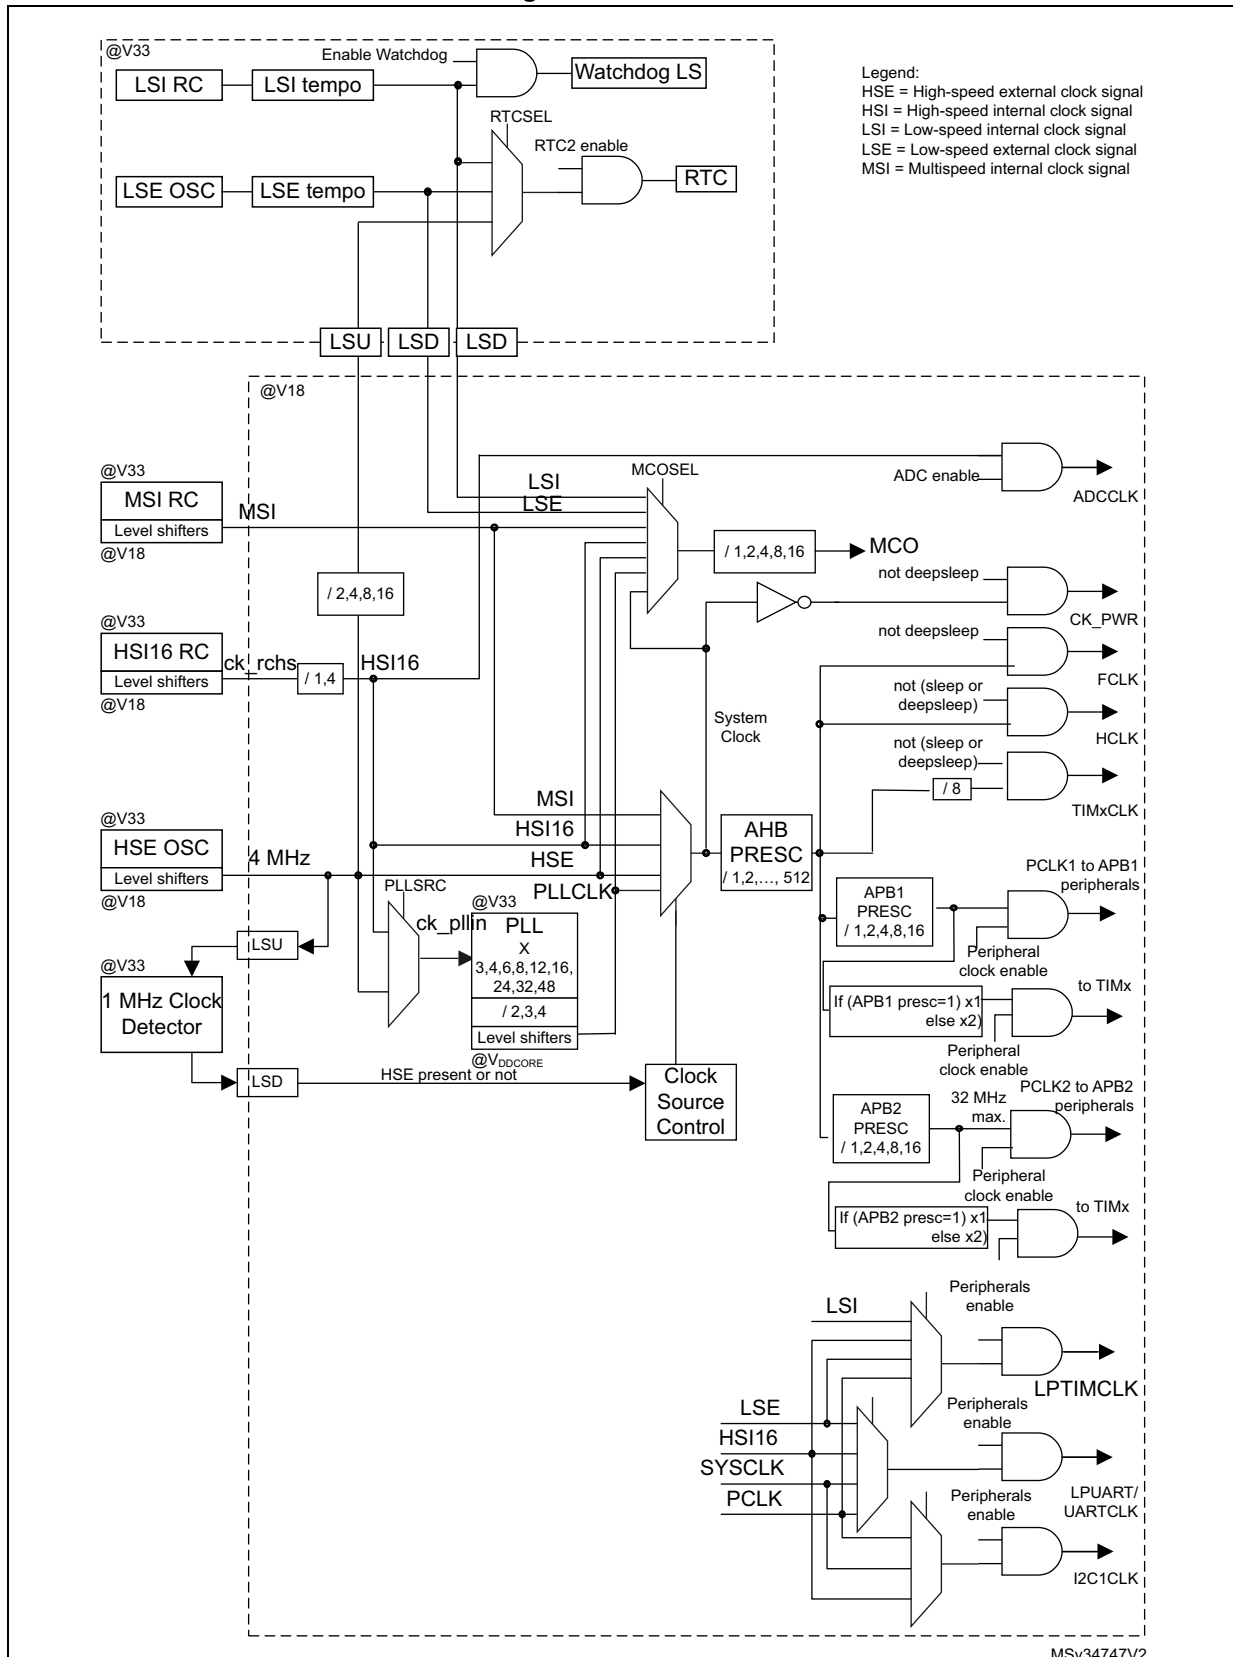 @V33
Enable Watchdog
LSI RC
LSI tempo
Watchdog LS
Legend:
HSE = High-speed external clock signal
HSI = High-speed internal clock signal
LSI = Low-speed internal clock signal
LSE = Low-speed external clock signal
MSI = Multispeed internal clock signal
RTCSEL
RTC2 enable
LSE OSC
LSE tempo
RTC
LSU
LSD
LSD
@V18
@V33
MSI RC
Level shifters
@V18
MSI
LSI
LSE
MCOSEL
ADC enable
ADCCLK
/ 1,2,4,8,16
MCO
/ 2,4,8,16
not deepsleep
CK_PWR
@V33
HSI16 RC
Level shifters
@V18
ck_rchs
/ 1,4
HSI16
not deepsleep
FCLK
not (sleep or
deepsleep)
HCLK
System
Clock
not (sleep or
deepsleep)
/ 8
TIMxCLK
@V33
HSE OSC
Level shifters
@V18
4 MHz
MSI
HSI16
HSE
PLLCLK
AHB
PRESC
/ 1,2,..., 512
PLLSRC
ck_pllin
@V33
PLL
X
3,4,6,8,12,16,
24,32,48
/ 2,3,4
Level shifters
@VDDCORE
APB1
PRESC
/ 1,2,4,8,16
PCLK1 to APB1
peripherals
Peripheral
clock enable
LSU
@V33
1 MHz Clock
Detector
LSD
HSE present or not
Clock
Source
Control
If (APB1 presc=1) x1
else x2)
to TIMx
Peripheral
clock enable
APB2
PRESC
/ 1,2,4,8,16
32 MHz
max.
PCLK2 to APB2
peripherals
Peripheral
clock enable
If (APB2 presc=1) x1
else x2)
to TIMx
LSI
Peripherals
enable
LPTIMCLK
LSE
HSI16
SYSCLK
PCLK
Peripherals
enable
LPUART/
UARTCLK
Peripherals
enable
I2C1CLK
MSv34747V2